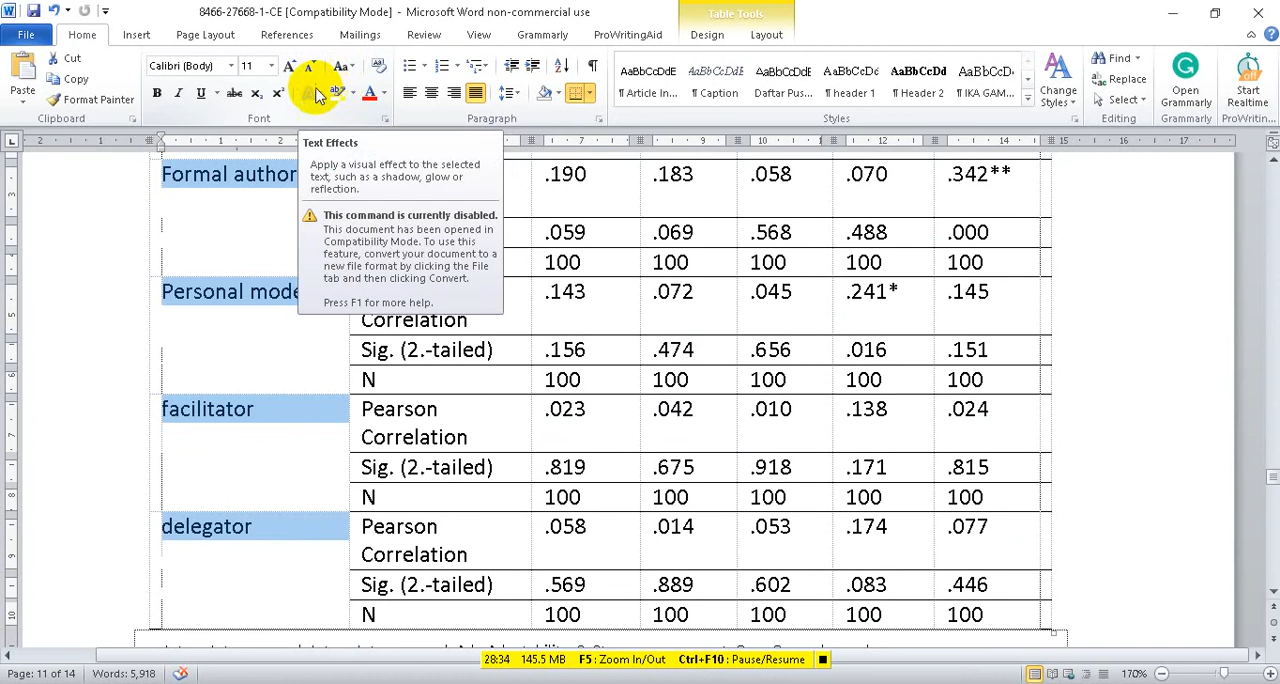 8466-27668-1-CE [Compatibility Mode] - Microsoft Word non-commercial use
Table Tools
File Home Insert Page Layout References Mailings Review View Grammarly ProWritingAid Design Layout
Paste
Cut
Copy
Format Painter
Clipboard
Calibri (Body) 11
Font
Paragraph
AaBbCcDd AaBbCcDd AaBbCcDd AaBbCcDd AaBbCcDd AaBbCcD
¶ Article In... ¶ Caption Daftar Pus... ¶ header 1 ¶ Header 2 ¶ IKA GAM...
Change
Styles
Styles
Find
Replace
Select
Editing
Open
Grammarly
Grammarly
Start
Realtime
ProWriting...
Text Effects
Apply a visual effect to the selected
text, such as a shadow, glow or
reflection.
This command is currently disabled.
This document has been opened in
Compatibility Mode. To use this
feature, convert your document to a
new file format by clicking the File
tab and then clicking Convert.
Press F1 for more help.
Formal author .190 .183 .058 .070 .342**
.059 .069 .568 .488 .000
100 100 100 100 100
Personal mode .143 .072 .045 .241* .145
Correlation
Sig. (2.-tailed) .156 .474 .656 .016 .151
N 100 100 100 100 100
facilitator Pearson .023 .042 .010 .138 .024
Correlation
Sig. (2.-tailed) .819 .675 .918 .171 .815
N 100 100 100 100 100
delegator Pearson .058 .014 .053 .174 .077
Correlation
Sig. (2.-tailed) .569 .889 .602 .083 .446
N 100 100 100 100 100
28:34 145.5 MB F5 : Zoom In/Out Ctrl+F10 : Pause/Resume
Page: 11 of 14 Words: 5,918 170%